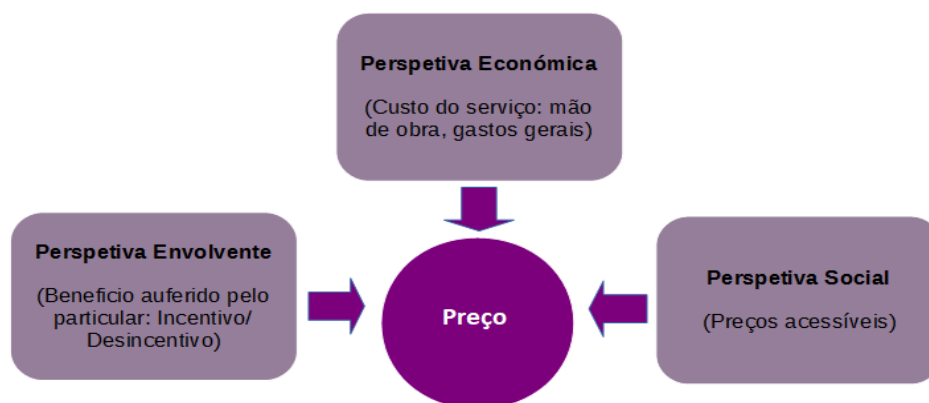 Perspetiva Económica
(Custo do serviço: mão
de obra, gastos gerais)
Perspetiva Envolvente
(Beneficio auferido pelo
particular: Incentivo/
Desincentivo)
Preço
Perspetiva Social
(Preços acessíveis)